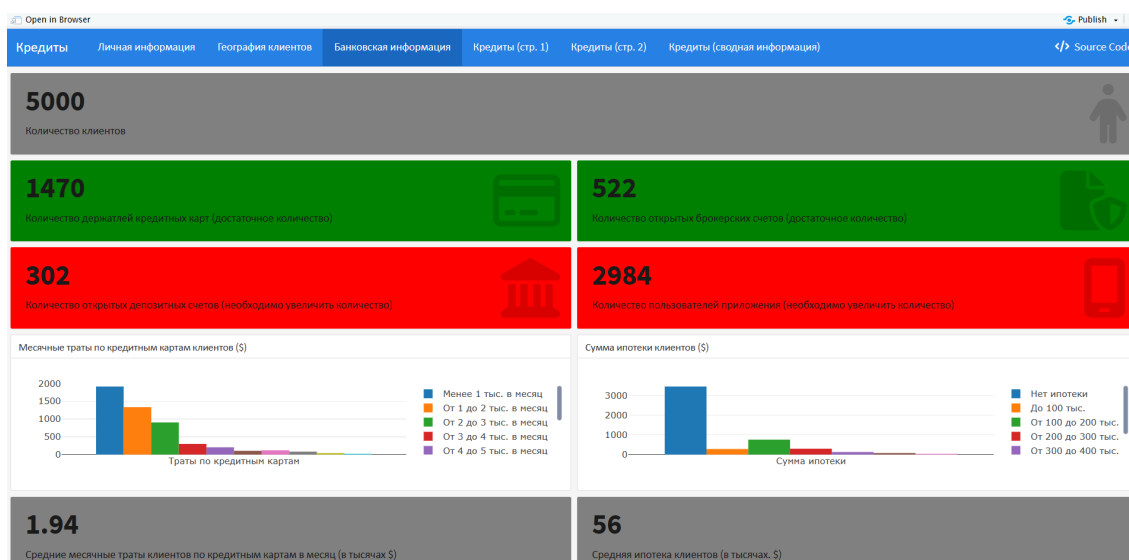 Open in Browser
Publish
Кредиты Личная информация География клиентов Банковская информация Кредиты (стр. 1) Кредиты (стр. 2) Кредиты (сводная информация) </> Source Code
5000
Количество клиентов
1470
Количество держатлей кредитных карт (достаточное количество)
522
Количество открытых брокерских счетов (достаточное количество)
302
Количество открытых депозитных счетов (необходимо увеличить количество)
2984
Количество пользователей приложения (необходимо увеличить количество)
Месячные траты по кредитным картам клиентов ($)
2000
1500
1000
500
0
Траты по кредитным картам
Менее 1 тыс. в месяц
От 1 до 2 тыс. в месяц
От 2 до 3 тыс. в месяц
От 3 до 4 тыс. в месяц
От 4 до 5 тыс. в месяц
Сумма ипотеки клиентов ($)
3000
2000
1000
0
Сумма ипотеки
Нет ипотеки
До 100 тыс.
От 100 до 200 тыс.
От 200 до 300 тыс.
От 300 до 400 тыс.
1.94
Средние месячные траты клиентов по кредитным картам в месяц (в тысячах $)
56
Средняя ипотека клиентов (в тысячах. $)